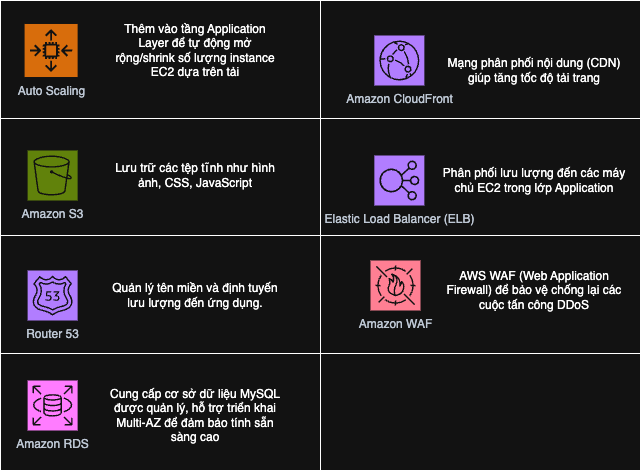 Thêm vào tầng Application
Layer để tự động mở
rộng/shrink số lượng instance
EC2 dựa trên tải
Auto Scaling
Mạng phân phối nội dung (CDN)
giúp tăng tốc độ tải trang
Amazon CloudFront
Lưu trữ các tệp tĩnh như hình
ảnh, CSS, JavaScript
Amazon S3
Phân phối lưu lượng đến các máy
chủ EC2 trong lớp Application
Elastic Load Balancer (ELB)
Quản lý tên miền và định tuyến
lưu lượng đến ứng dụng.
53
Router 53
AWS WAF (Web Application
Firewall) để bảo vệ chống lại các
cuộc tấn công DDoS
Amazon WAF
Cung cấp cơ sở dữ liệu MySQL
được quản lý, hỗ trợ triển khai
Multi-AZ để đảm bảo tính sẵn
sàng cao
Amazon RDS